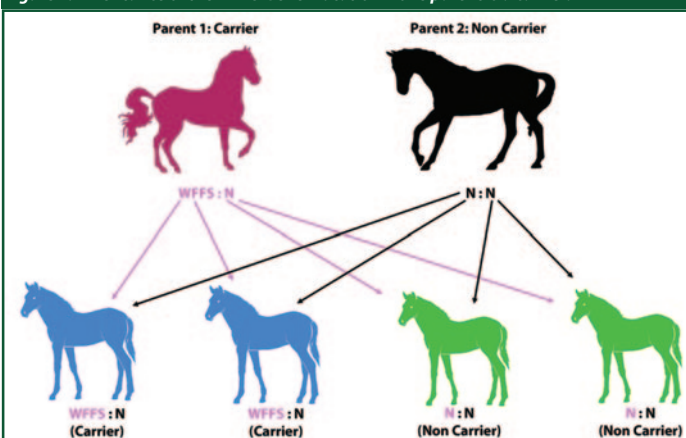 Parent 1: Carrier
Parent 2: Non Carrier
WFFS : N
N : N
WFFS : N
(Carrier)
WFFS : N
(Carrier)
N : N
(Non Carrier)
N : N
(Non Carrier)